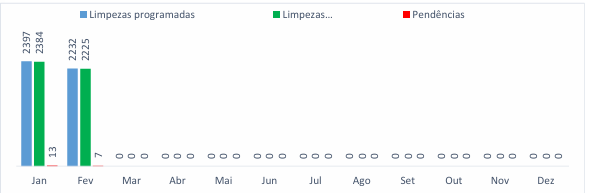 Limpezas programadas Limpezas... Pendências
2397 2384 13 2232 2225 7 0 0 0 0 0 0 0 0 0 0 0 0 0 0 0 0 0 0 0 0 0 0 0 0 0 0 0 0 0 0
Jan Fev Mar Abr Mai Jun Jul Ago Set Out Nov Dez